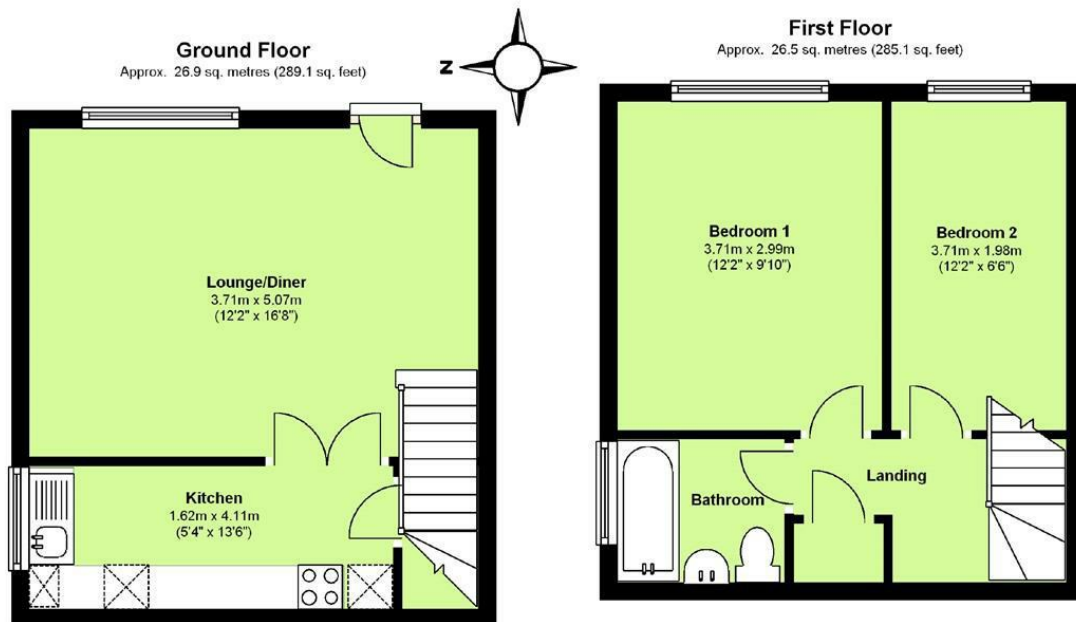 Ground Floor
Approx. 26.9 sq. metres (289.1 sq. feet)
N
First Floor
Approx. 26.5 sq. metres (285.1 sq. feet)
Lounge/Diner
3.71m x 5.07m
(12'2" x 16'8")
Kitchen
1.62m x 4.11m
(5'4" x 13'6")
Bedroom 1
3.71m x 2.99m
(12'2" x 9'10")
Bedroom 2
3.71m x 1.98m
(12'2" x 6'6")
Bathroom
Landing